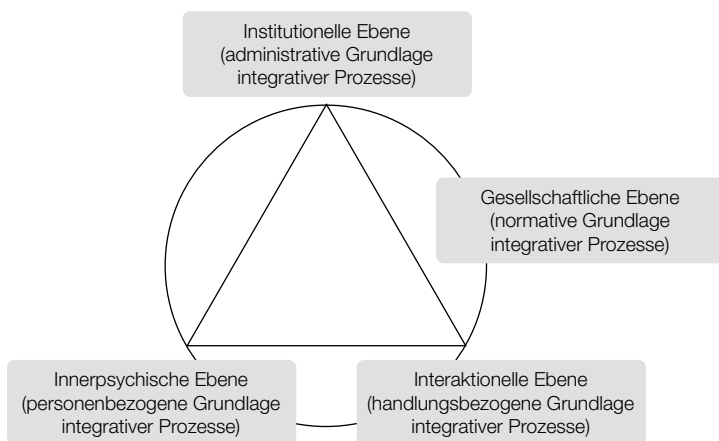 Institutionelle Ebene
(administrative Grundlage
integrativer Prozesse)
Gesellschaftliche Ebene
(normative Grundlage
integrativer Prozesse)
Innerpsychische Ebene
(personenbezogene Grundlage
integrativer Prozesse)
Interaktionelle Ebene
(handlungsbezogene Grundlage
integrativer Prozesse)